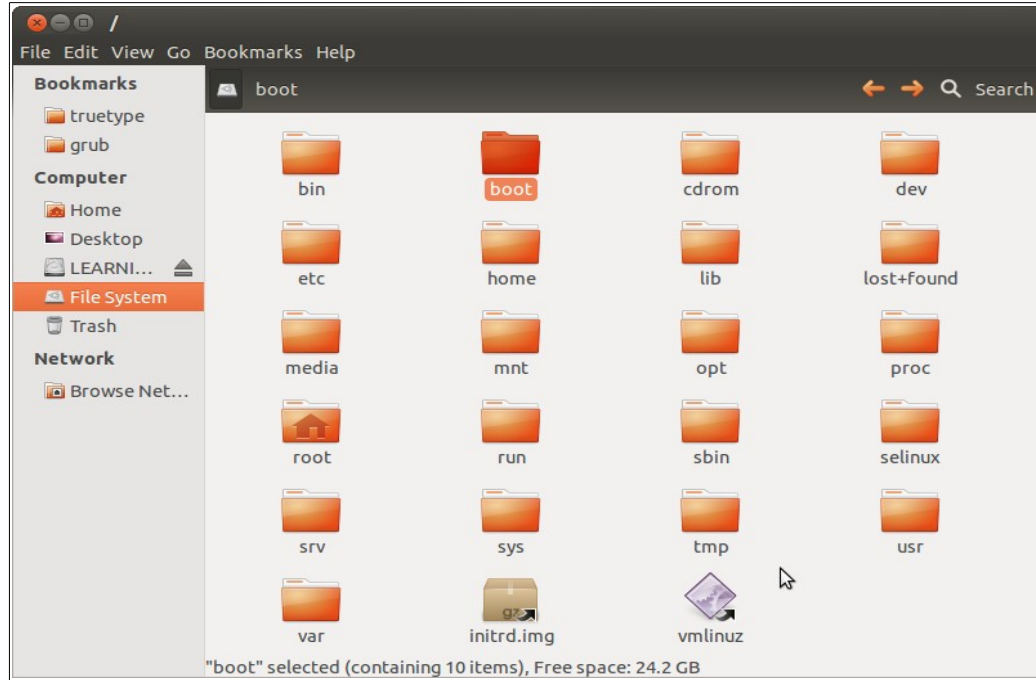 /
File Edit View Go Bookmarks Help
Bookmarks
truetype
grub
Computer
Home
Desktop
LEARNI...
File System
Trash
Network
Browse Net...
boot
Search
bin boot cdrom dev
etc home lib lost+found
media mnt opt proc
root run sbin selinux
srv sys tmp usr
gz
var initrd.img vmlinuz
"boot" selected (containing 10 items), Free space: 24.2 GB